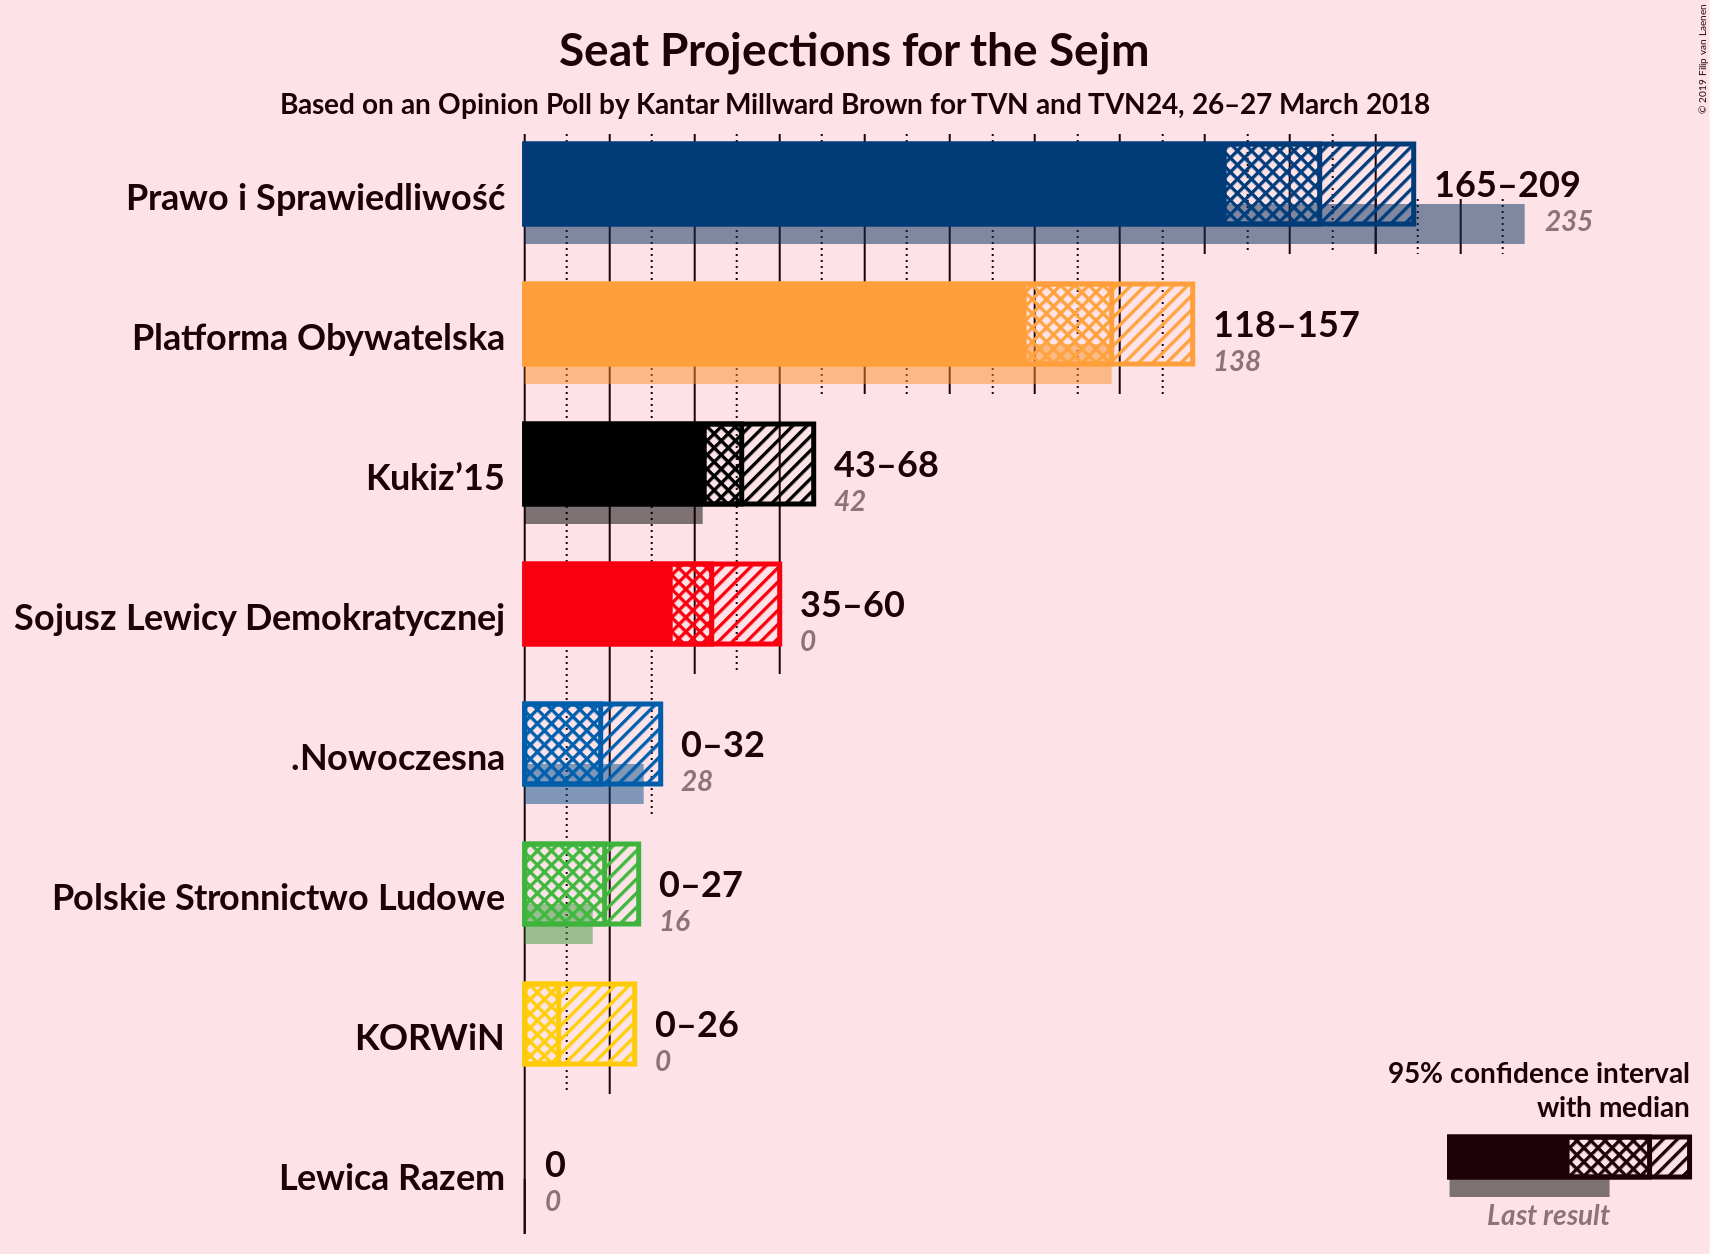 Seat Projections for the Sejm
Based on an Opinion Poll by Kantar Millward Brown for TVN and TVN24, 26–27 March 2018
© 2019 Filip van Laenen
Prawo i Sprawiedliwość
165–209
235
Platforma Obywatelska
118–157
138
Kukiz’15
43–68
42
Sojusz Lewicy Demokratycznej
35–60
0
.Nowoczesna
0–32
28
Polskie Stronnictwo Ludowe
0–27
16
KORWiN
0–26
0
Lewica Razem
0
0
95% confidence interval
with median
Last result